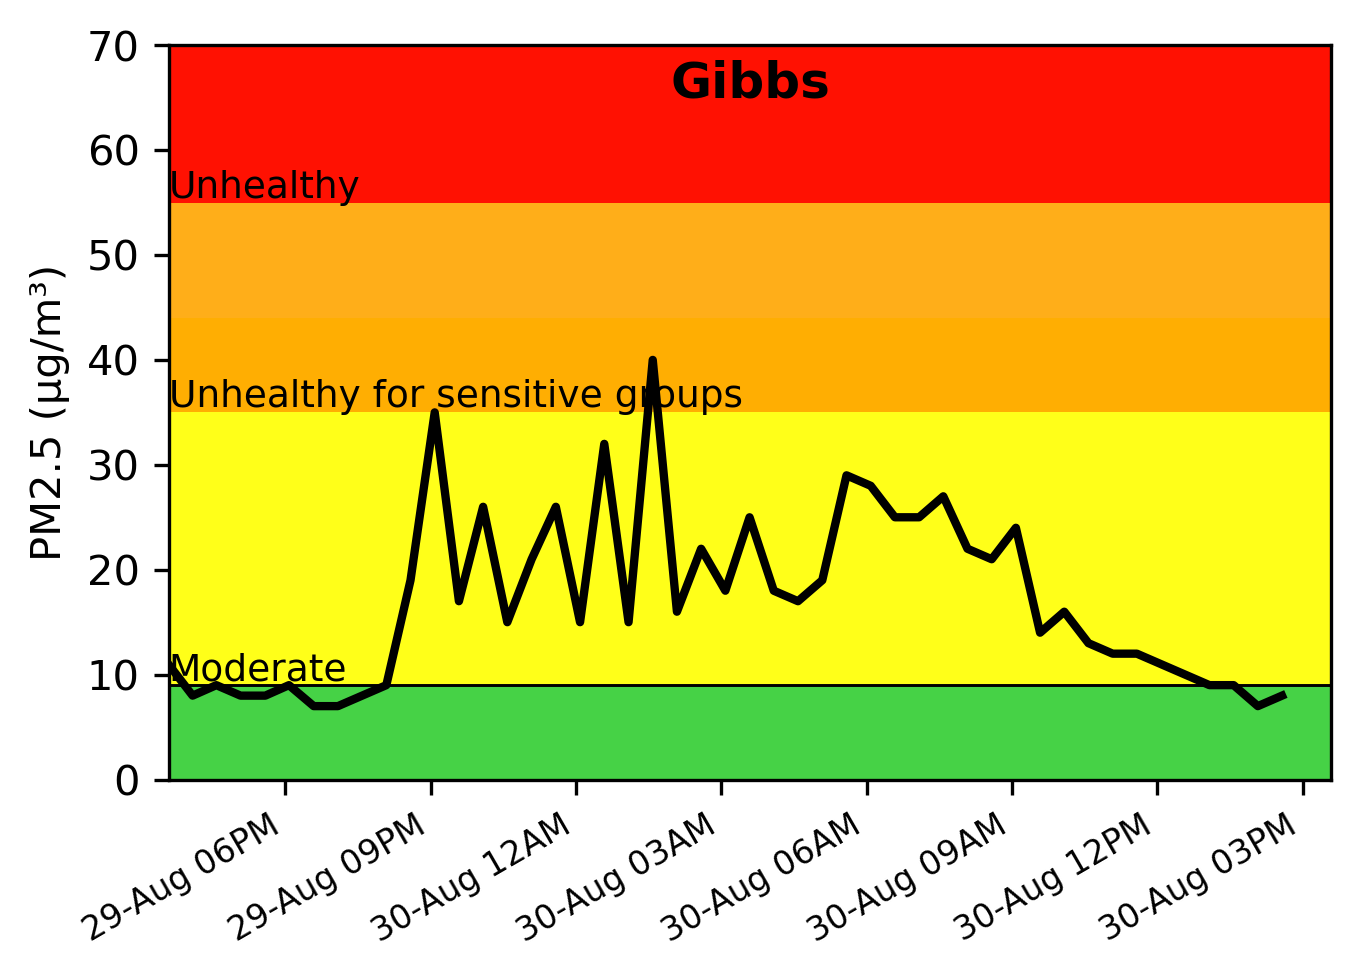 Gibbs
PM2.5 (µg/m³)
70
60
50
40
30
20
10
0
Unhealthy
Unhealthy for sensitive groups
Moderate
29-Aug 06PM
29-Aug 09PM
30-Aug 12AM
30-Aug 03AM
30-Aug 06AM
30-Aug 09AM
30-Aug 12PM
30-Aug 03PM